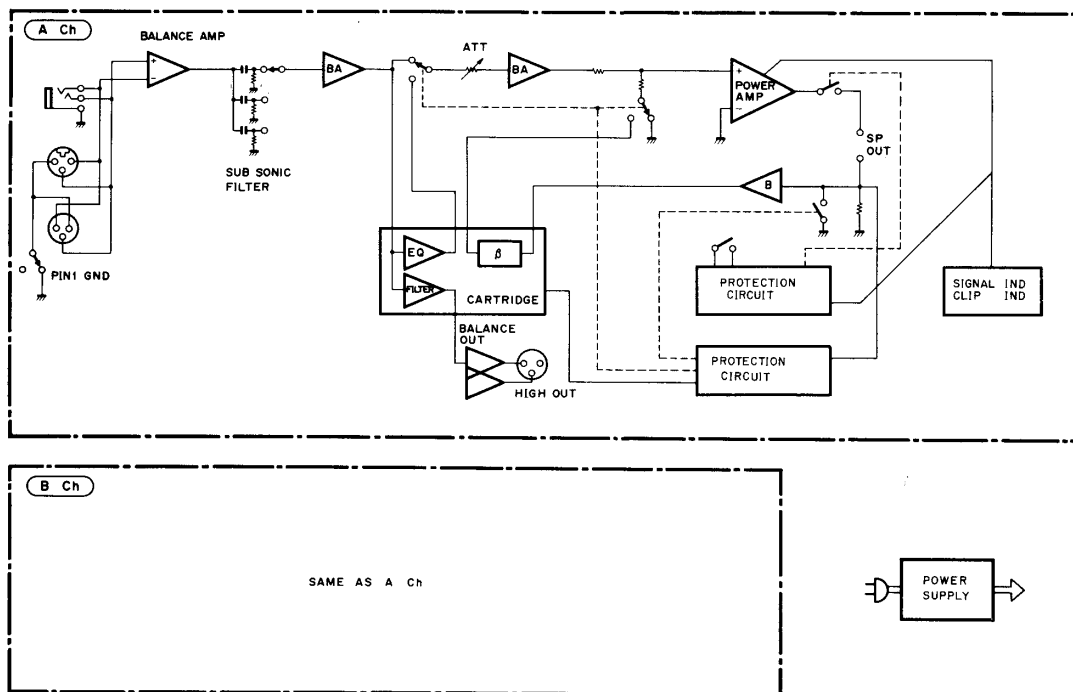 A Ch
BALANCE AMP
BA
ATT
BA
+
−
+
−
POWER
AMP
SP
OUT
SUB SONIC
FILTER
B
PIN1 GND
EQ
β
FILTER
CARTRIDGE
PROTECTION
CIRCUIT
SIGNAL IND
CLIP IND
BALANCE
OUT
HIGH OUT
PROTECTION
CIRCUIT
B Ch
SAME AS A Ch
POWER
SUPPLY